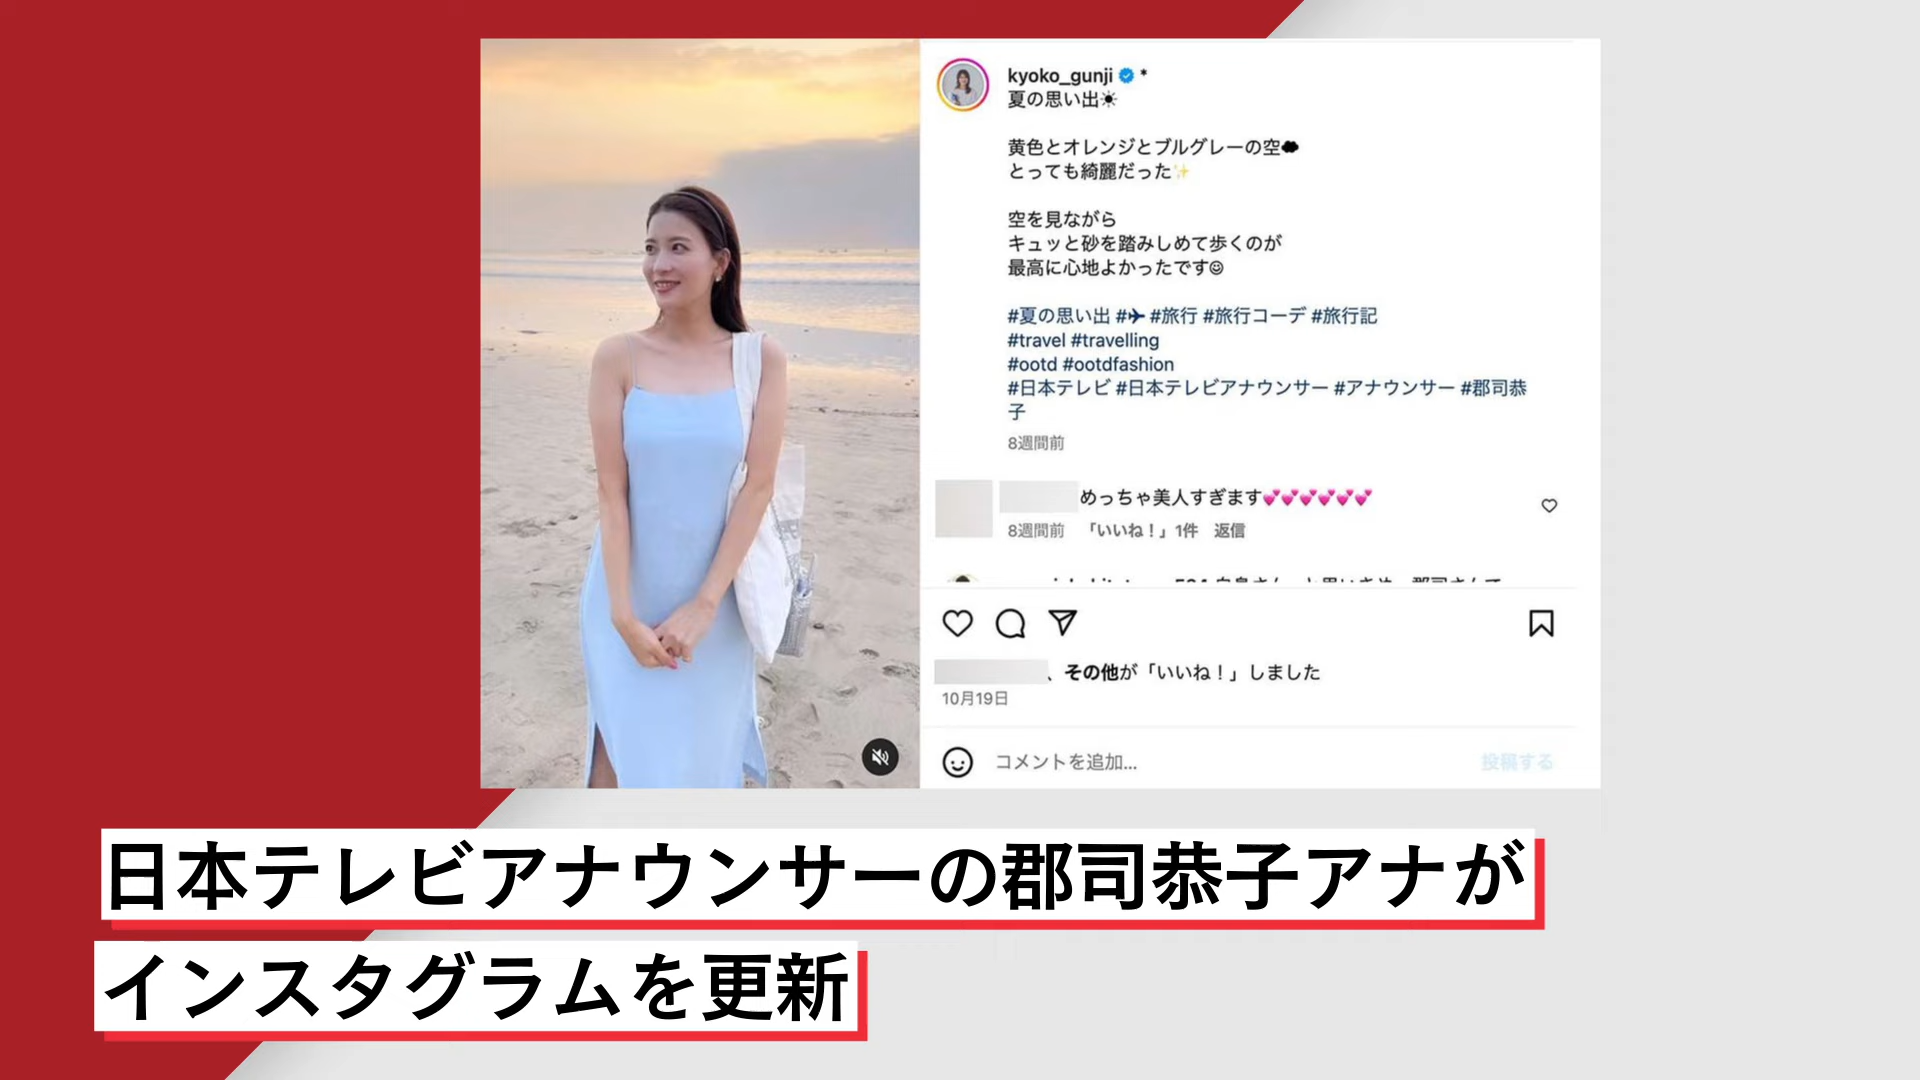 kyoko_gunji *
夏の思い出☀
黄色とオレンジとブルグレーの空☁
とっても綺麗だった✨
空を見ながら
キュッと砂を踏みしめて歩くのが
最高に心地よかったです☺
#夏の思い出 #✈ #旅行 #旅行コーデ #旅行記
#travel #travelling
#ootd #ootdfashion
#日本テレビ #日本テレビアナウンサー #アナウンサー #郡司恭
子
8週間前
めっちゃ美人すぎます💕💕💕💕💕💕
8週間前 「いいね！」1件 返信
、その他が「いいね！」しました
10月19日
コメントを追加...
投稿する
日本テレビアナウンサーの郡司恭子アナが
インスタグラムを更新